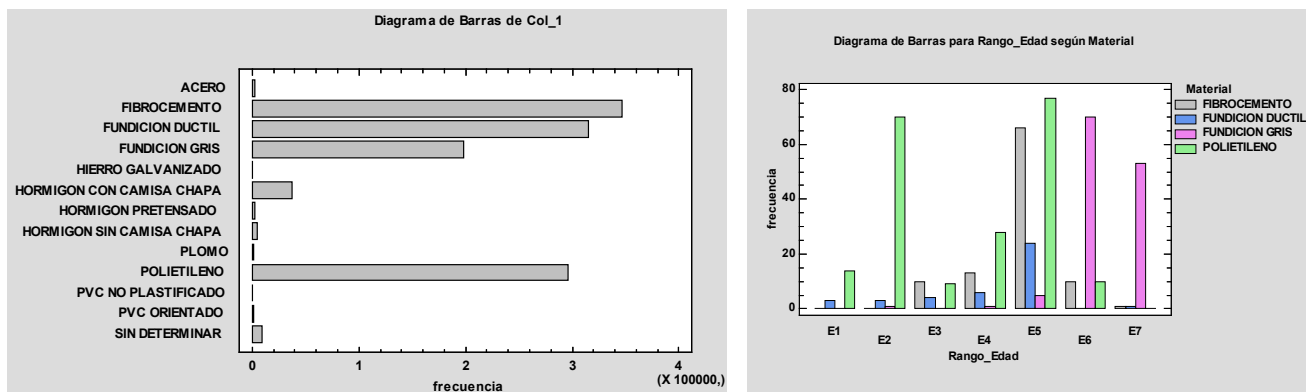 Diagrama de Barras de Col_1
ACERO
FIBROCEMENTO
FUNDICION DUCTIL
FUNDICION GRIS
HIERRO GALVANIZADO
HORMIGON CON CAMISA CHAPA
HORMIGON PRETENSADO
HORMIGON SIN CAMISA CHAPA
PLOMO
POLIETILENO
PVC NO PLASTIFICADO
PVC ORIENTADO
SIN DETERMINAR
0 1 2 3 4
(X 100000,)
frecuencia
Diagrama de Barras para Rango_Edad según Material
Material
FIBROCEMENTO
FUNDICION DUCTIL
FUNDICION GRIS
POLIETILENO
frecuencia
80
60
40
20
0
E1 E2 E3 E4 E5 E6 E7
Rango_Edad